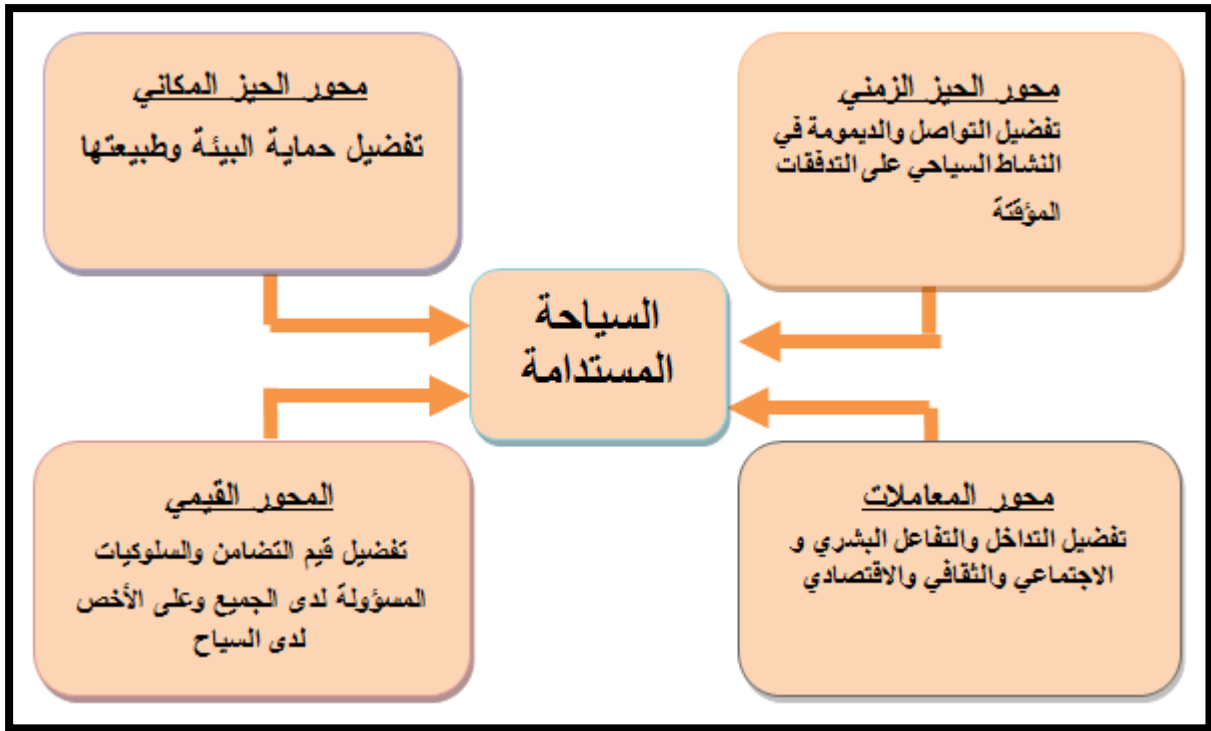 محور الحيز الزمني
تفضيل التواصل والديمومة في
النشاط السياحي على التدفقات
المؤقتة
محور الحيز المكاني
تفضيل حماية البيئة وطبيعتها
السياحة
المستدامة
محور المعاملات
تفضيل التداخل والتفاعل البشري و
الاجتماعي والثقافي والاقتصادي
المحور القيمي
تفضيل قيم التضامن والسلوكيات
المسؤولة لدى الجميع وعلى الأخص
لدى السياح